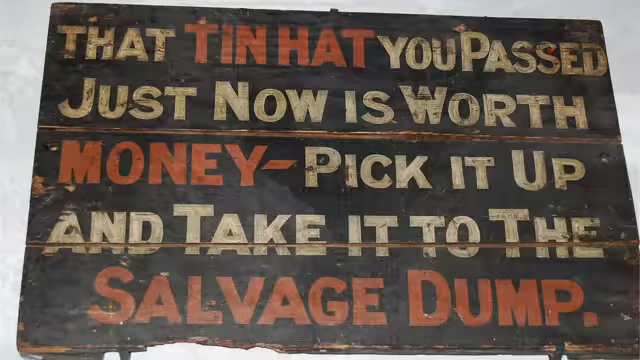 THAT TIN HAT YOU PASSED
JUST NOW IS WORTH
MONEY– PICK IT UP
AND TAKE IT TO THE
SALVAGE DUMP.